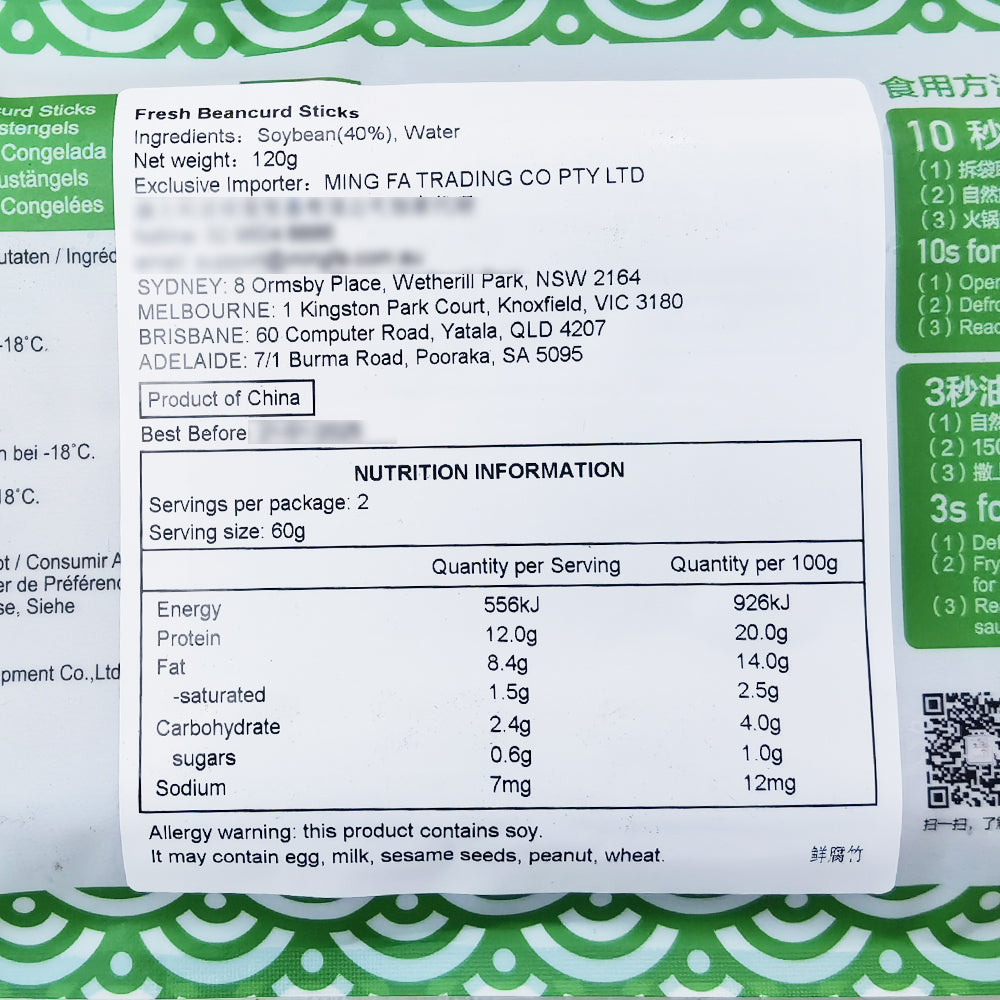 urd Sticks
stengels
Congelada
ustängels
Congelées
utaten / Ingréd
-18°C.
n bei -18°C.
18°C.
ot / Consumir A
er de Préférenc
se, Siehe
pment Co.,Ltd
Fresh Beancurd Sticks
Ingredients: Soybean(40%), Water
Net weight: 120g
Exclusive Importer: MING FA TRADING CO PTY LTD
SYDNEY: 8 Ormsby Place, Wetherill Park, NSW 2164
MELBOURNE: 1 Kingston Park Court, Knoxfield, VIC 3180
BRISBANE: 60 Computer Road, Yatala, QLD 4207
ADELAIDE: 7/1 Burma Road, Pooraka, SA 5095
Product of China
Best Before
NUTRITION INFORMATION
Servings per package: 2
Serving size: 60g
Quantity per Serving Quantity per 100g
Energy 556kJ 926kJ
Protein 12.0g 20.0g
Fat 8.4g 14.0g
-saturated 1.5g 2.5g
Carbohydrate 2.4g 4.0g
sugars 0.6g 1.0g
Sodium 7mg 12mg
Allergy warning: this product contains soy.
It may contain egg, milk, sesame seeds, peanut, wheat.
鲜腐竹
食用方法
10 秒
(1) 拆袋
(2) 自然
(3) 火锅
10s for
(1) Oper
(2) Defro
(3) Read
3秒油
(1) 自然
(2) 150
(3) 撒上
3s fo
(1) Def
(2) Fry
for
(3) Re
sau
扫一扫，了